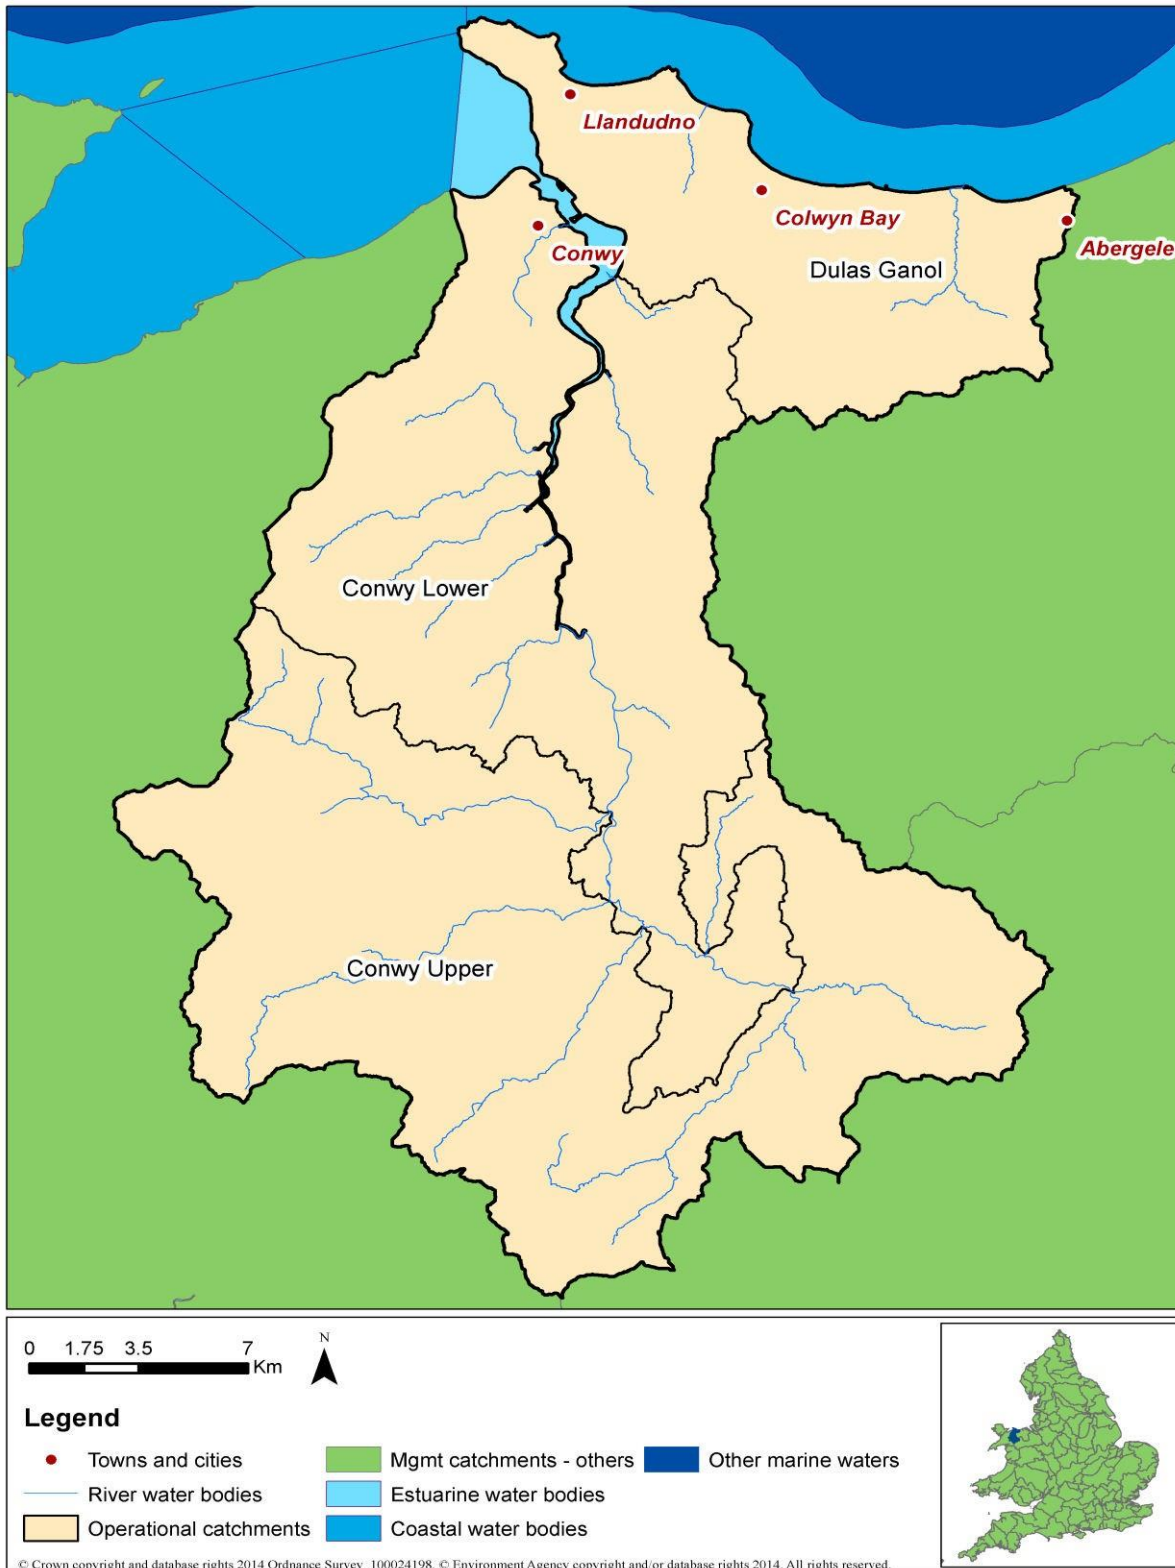 Llandudno
Colwyn Bay
Conwy
Abergele
Dulas Ganol
Conwy Lower
Conwy Upper
0 1.75 3.5 7
Km
N
Legend
Towns and cities
River water bodies
Operational catchments
Mgmt catchments - others
Estuarine water bodies
Coastal water bodies
Other marine waters
© Crown copyright and database rights 2014 Ordnance Survey 100024198. © Environment Agency copyright and/or database rights 2014. All rights reserved.